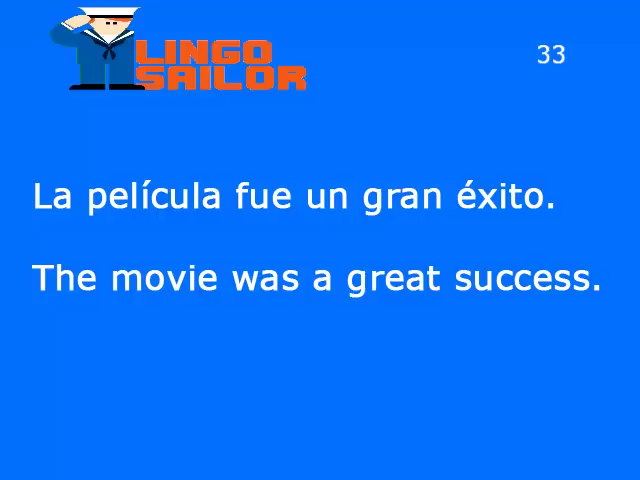 LINGO
SAILOR
33
La película fue un gran éxito.
The movie was a great success.